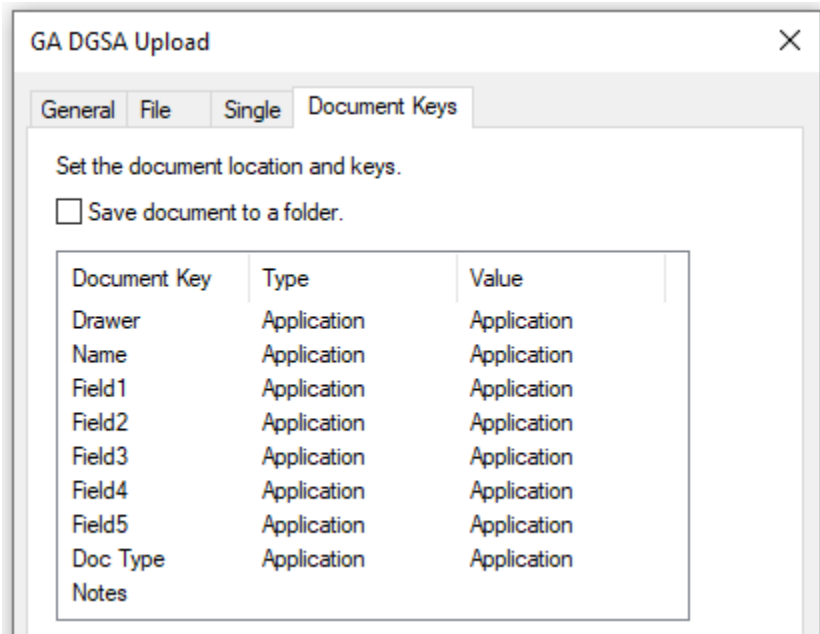 GA DGSA Upload
General File Single Document Keys
Set the document location and keys.
Save document to a folder.
Document Key Type Value
Drawer Application Application
Name Application Application
Field1 Application Application
Field2 Application Application
Field3 Application Application
Field4 Application Application
Field5 Application Application
Doc Type Application Application
Notes